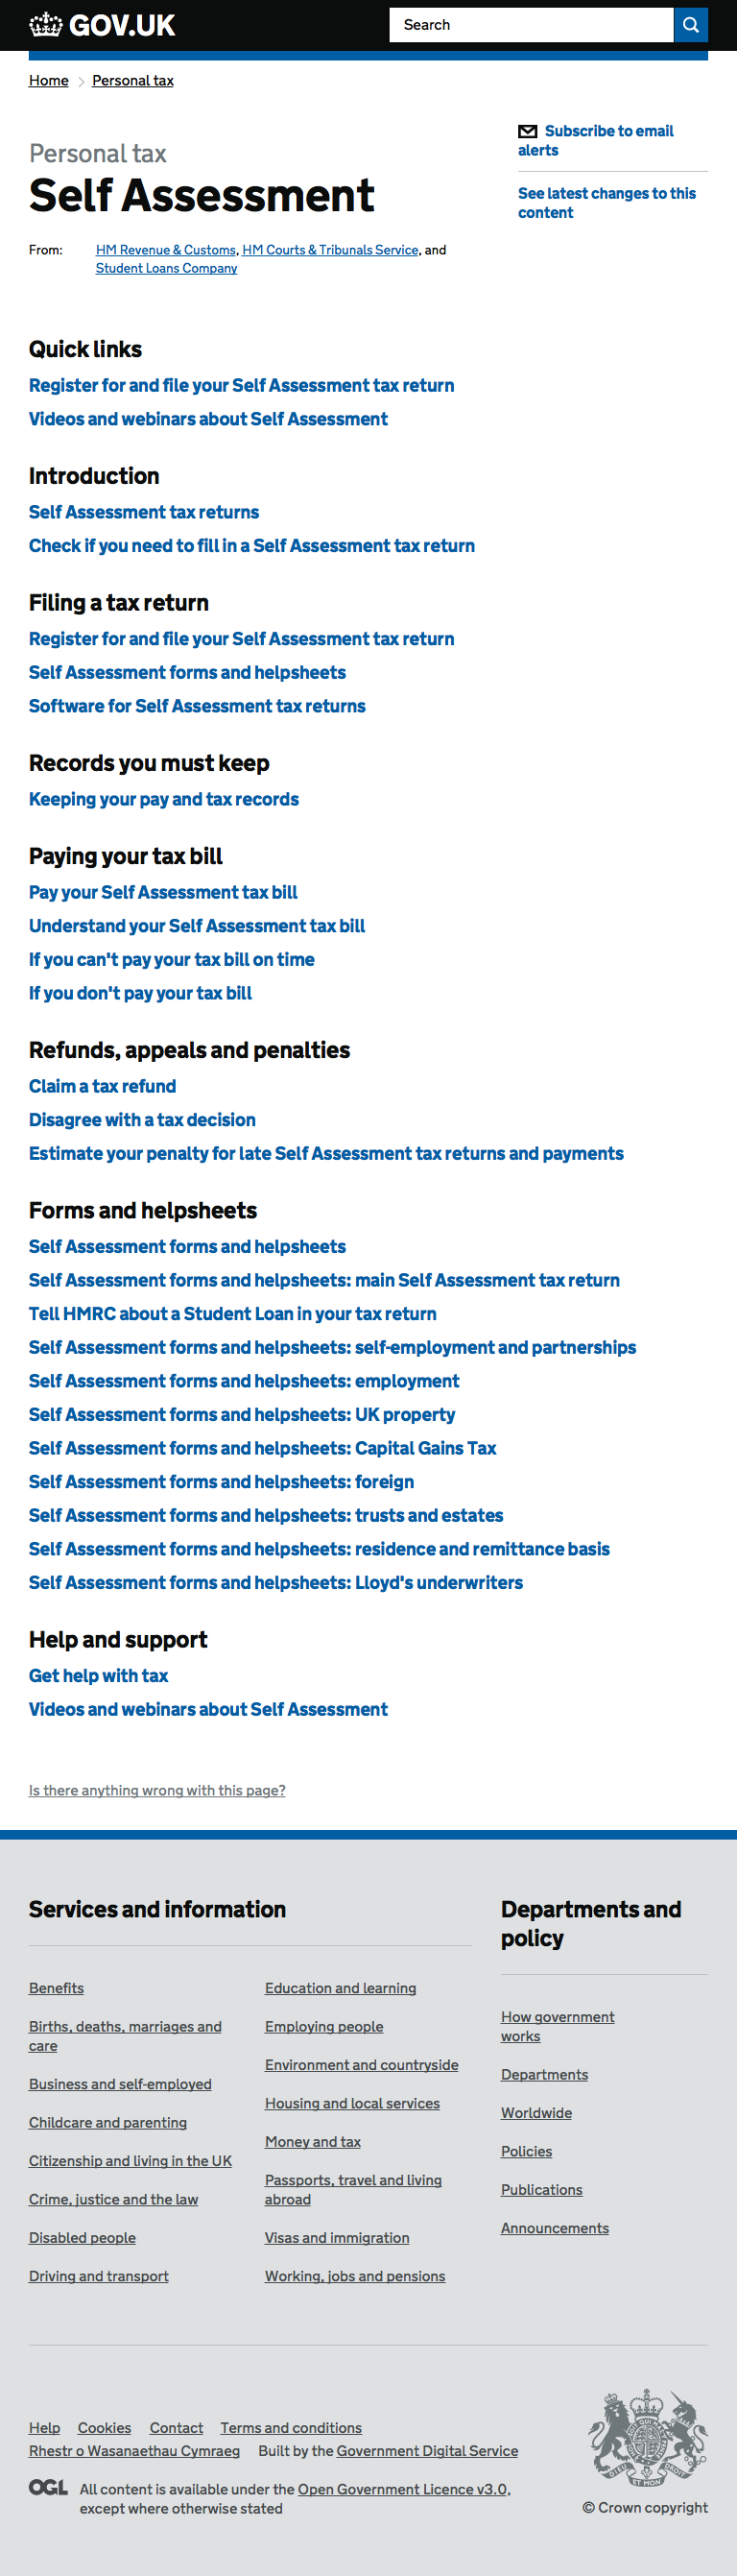 GOV.UK
Search
Home
Personal tax
Subscribe to email
alerts
See latest changes to this
content
Personal tax
Self Assessment
From: HM Revenue & Customs, HM Courts & Tribunals Service, and
Student Loans Company
Quick links
Register for and file your Self Assessment tax return
Videos and webinars about Self Assessment
Introduction
Self Assessment tax returns
Check if you need to fill in a Self Assessment tax return
Filing a tax return
Register for and file your Self Assessment tax return
Self Assessment forms and helpsheets
Software for Self Assessment tax returns
Records you must keep
Keeping your pay and tax records
Paying your tax bill
Pay your Self Assessment tax bill
Understand your Self Assessment tax bill
If you can't pay your tax bill on time
If you don't pay your tax bill
Refunds, appeals and penalties
Claim a tax refund
Disagree with a tax decision
Estimate your penalty for late Self Assessment tax returns and payments
Forms and helpsheets
Self Assessment forms and helpsheets
Self Assessment forms and helpsheets: main Self Assessment tax return
Tell HMRC about a Student Loan in your tax return
Self Assessment forms and helpsheets: self-employment and partnerships
Self Assessment forms and helpsheets: employment
Self Assessment forms and helpsheets: UK property
Self Assessment forms and helpsheets: Capital Gains Tax
Self Assessment forms and helpsheets: foreign
Self Assessment forms and helpsheets: trusts and estates
Self Assessment forms and helpsheets: residence and remittance basis
Self Assessment forms and helpsheets: Lloyd's underwriters
Help and support
Get help with tax
Videos and webinars about Self Assessment
Is there anything wrong with this page?
Services and information
Benefits
Births, deaths, marriages and
care
Business and self-employed
Childcare and parenting
Citizenship and living in the UK
Crime, justice and the law
Disabled people
Driving and transport
Education and learning
Employing people
Environment and countryside
Housing and local services
Money and tax
Passports, travel and living
abroad
Visas and immigration
Working, jobs and pensions
Departments and
policy
How government
works
Departments
Worldwide
Policies
Publications
Announcements
Help Cookies Contact Terms and conditions
Rhestr o Wasanaethau Cymraeg Built by the Government Digital Service
OGL All content is available under the Open Government Licence v3.0,
except where otherwise stated
DIEU ET MON DROIT
© Crown copyright